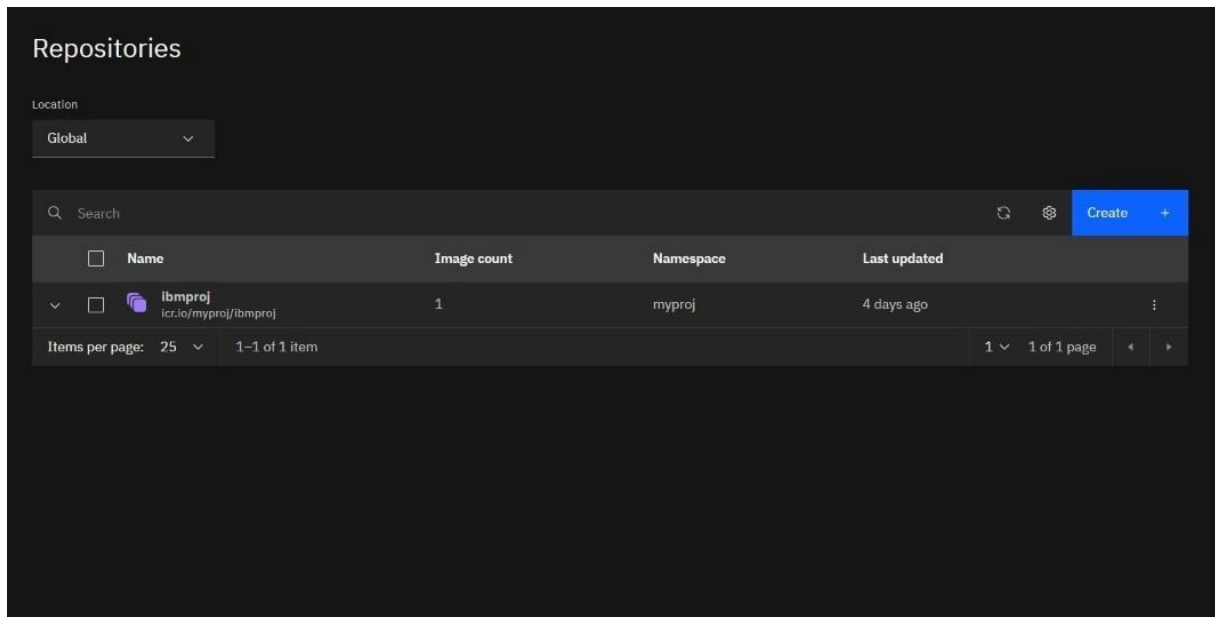 Repositories
Location
Global
Search
Create +
Name Image count Namespace Last updated
ibmproj 1 myproj 4 days ago
icr.io/myproj/ibmproj
Items per page: 25 1–1 of 1 item 1 1 of 1 page